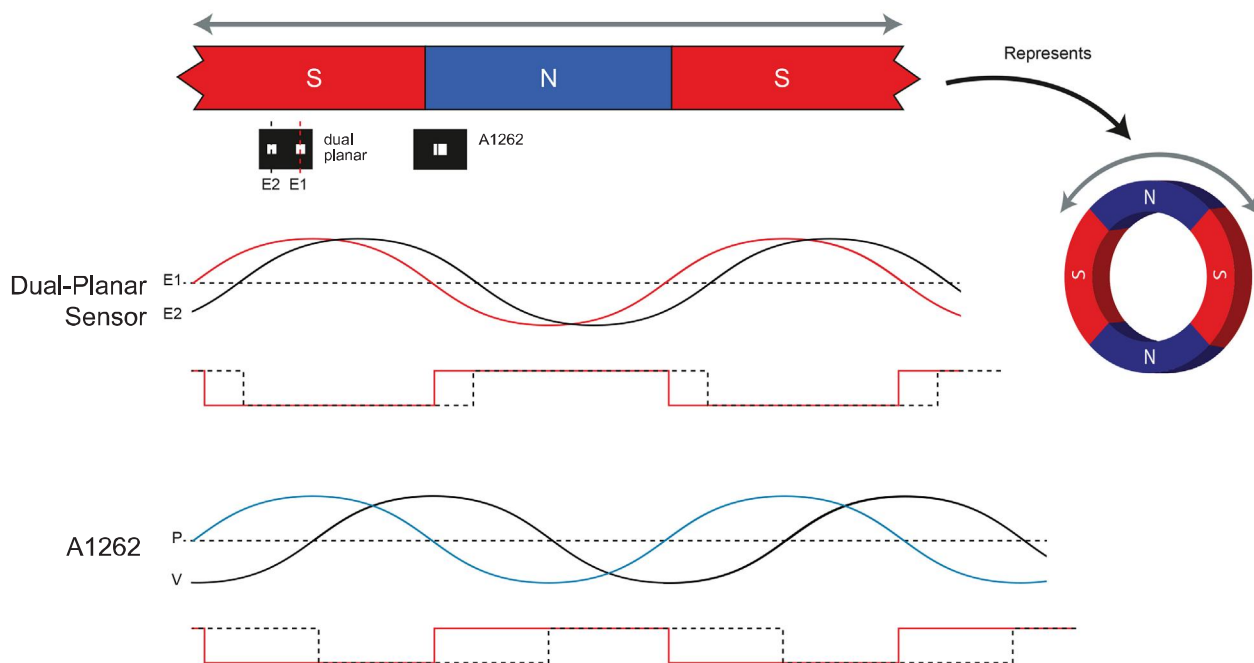 S
N
S
Represents
dual
planar
A1262
E2
E1
N
S
S
N
Dual-Planar
Sensor
E1
E2
A1262
P
V